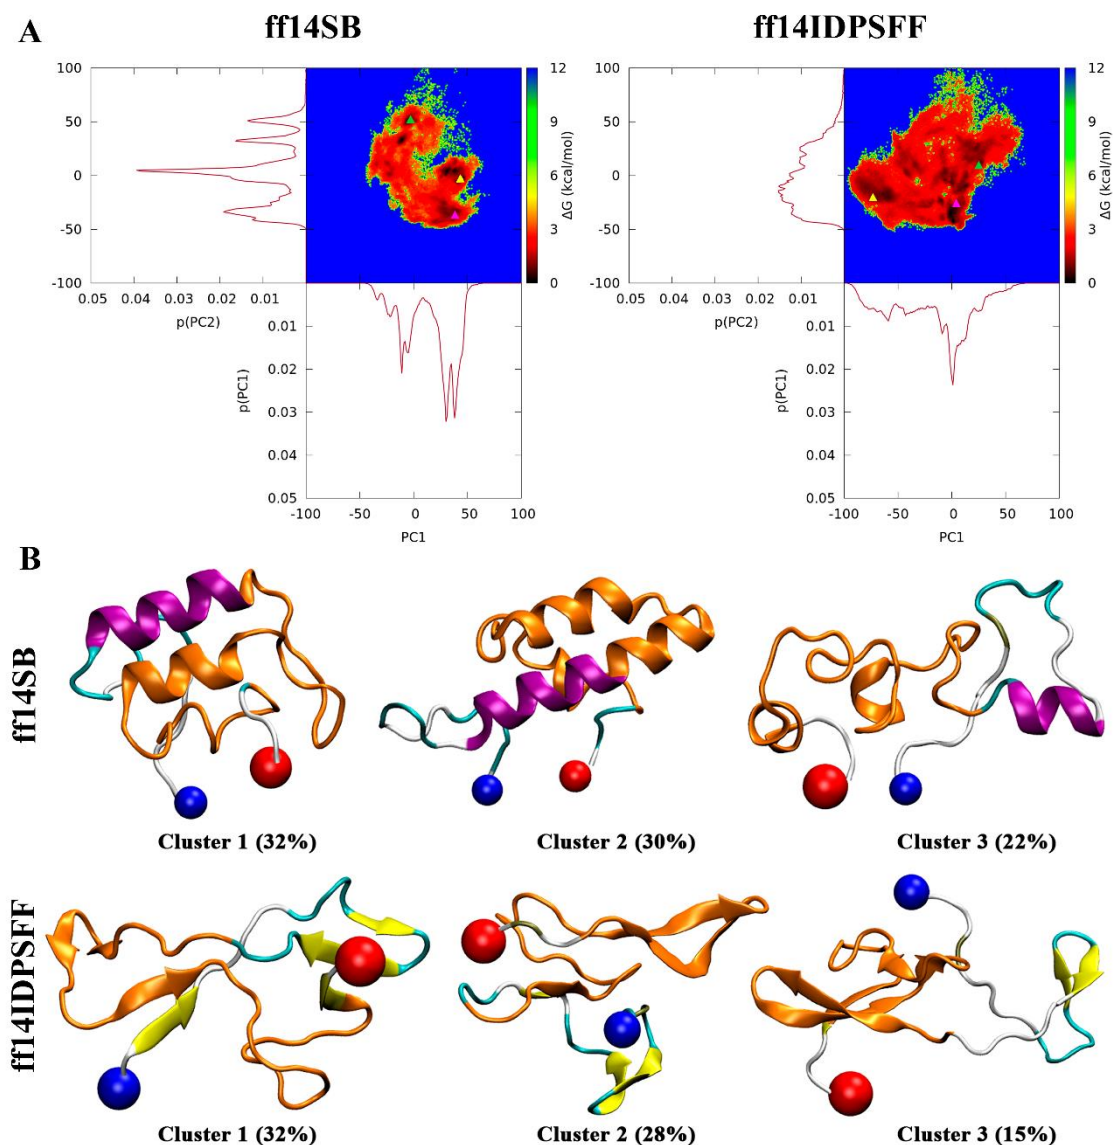 A
ff14SB
ff14IDPSFF
100
50
0
-50
-100
0.05 0.04 0.03 0.02 0.01
p(PC2)
12
9
6
3
0
ΔG (kcal/mol)
0.01
0.02
0.03
0.04
0.05
p(PC1)
-100 -50 0 50 100
PC1
100
50
0
-50
-100
0.05 0.04 0.03 0.02 0.01
p(PC2)
12
9
6
3
0
ΔG (kcal/mol)
0.01
0.02
0.03
0.04
0.05
p(PC1)
-100 -50 0 50 100
PC1
B
ff14SB
Cluster 1 (32%)
Cluster 2 (30%)
Cluster 3 (22%)
ff14IDPSFF
Cluster 1 (32%)
Cluster 2 (28%)
Cluster 3 (15%)